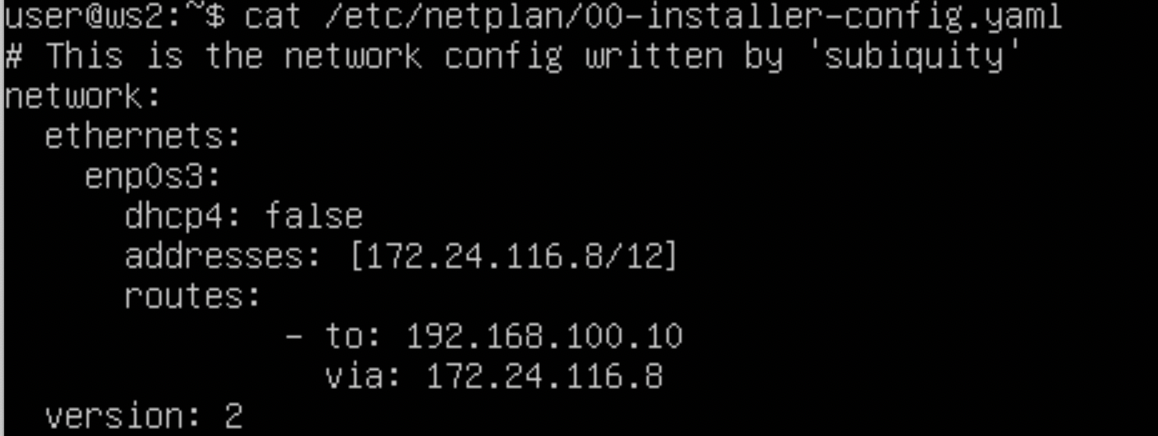 user@ws2:~$ cat /etc/netplan/00-installer-config.yaml
# This is the network config written by 'subiquity'
network:
  ethernets:
    enp0s3:
      dhcp4: false
      addresses: [172.24.116.8/12]
      routes:
              - to: 192.168.100.10
                via: 172.24.116.8
  version: 2